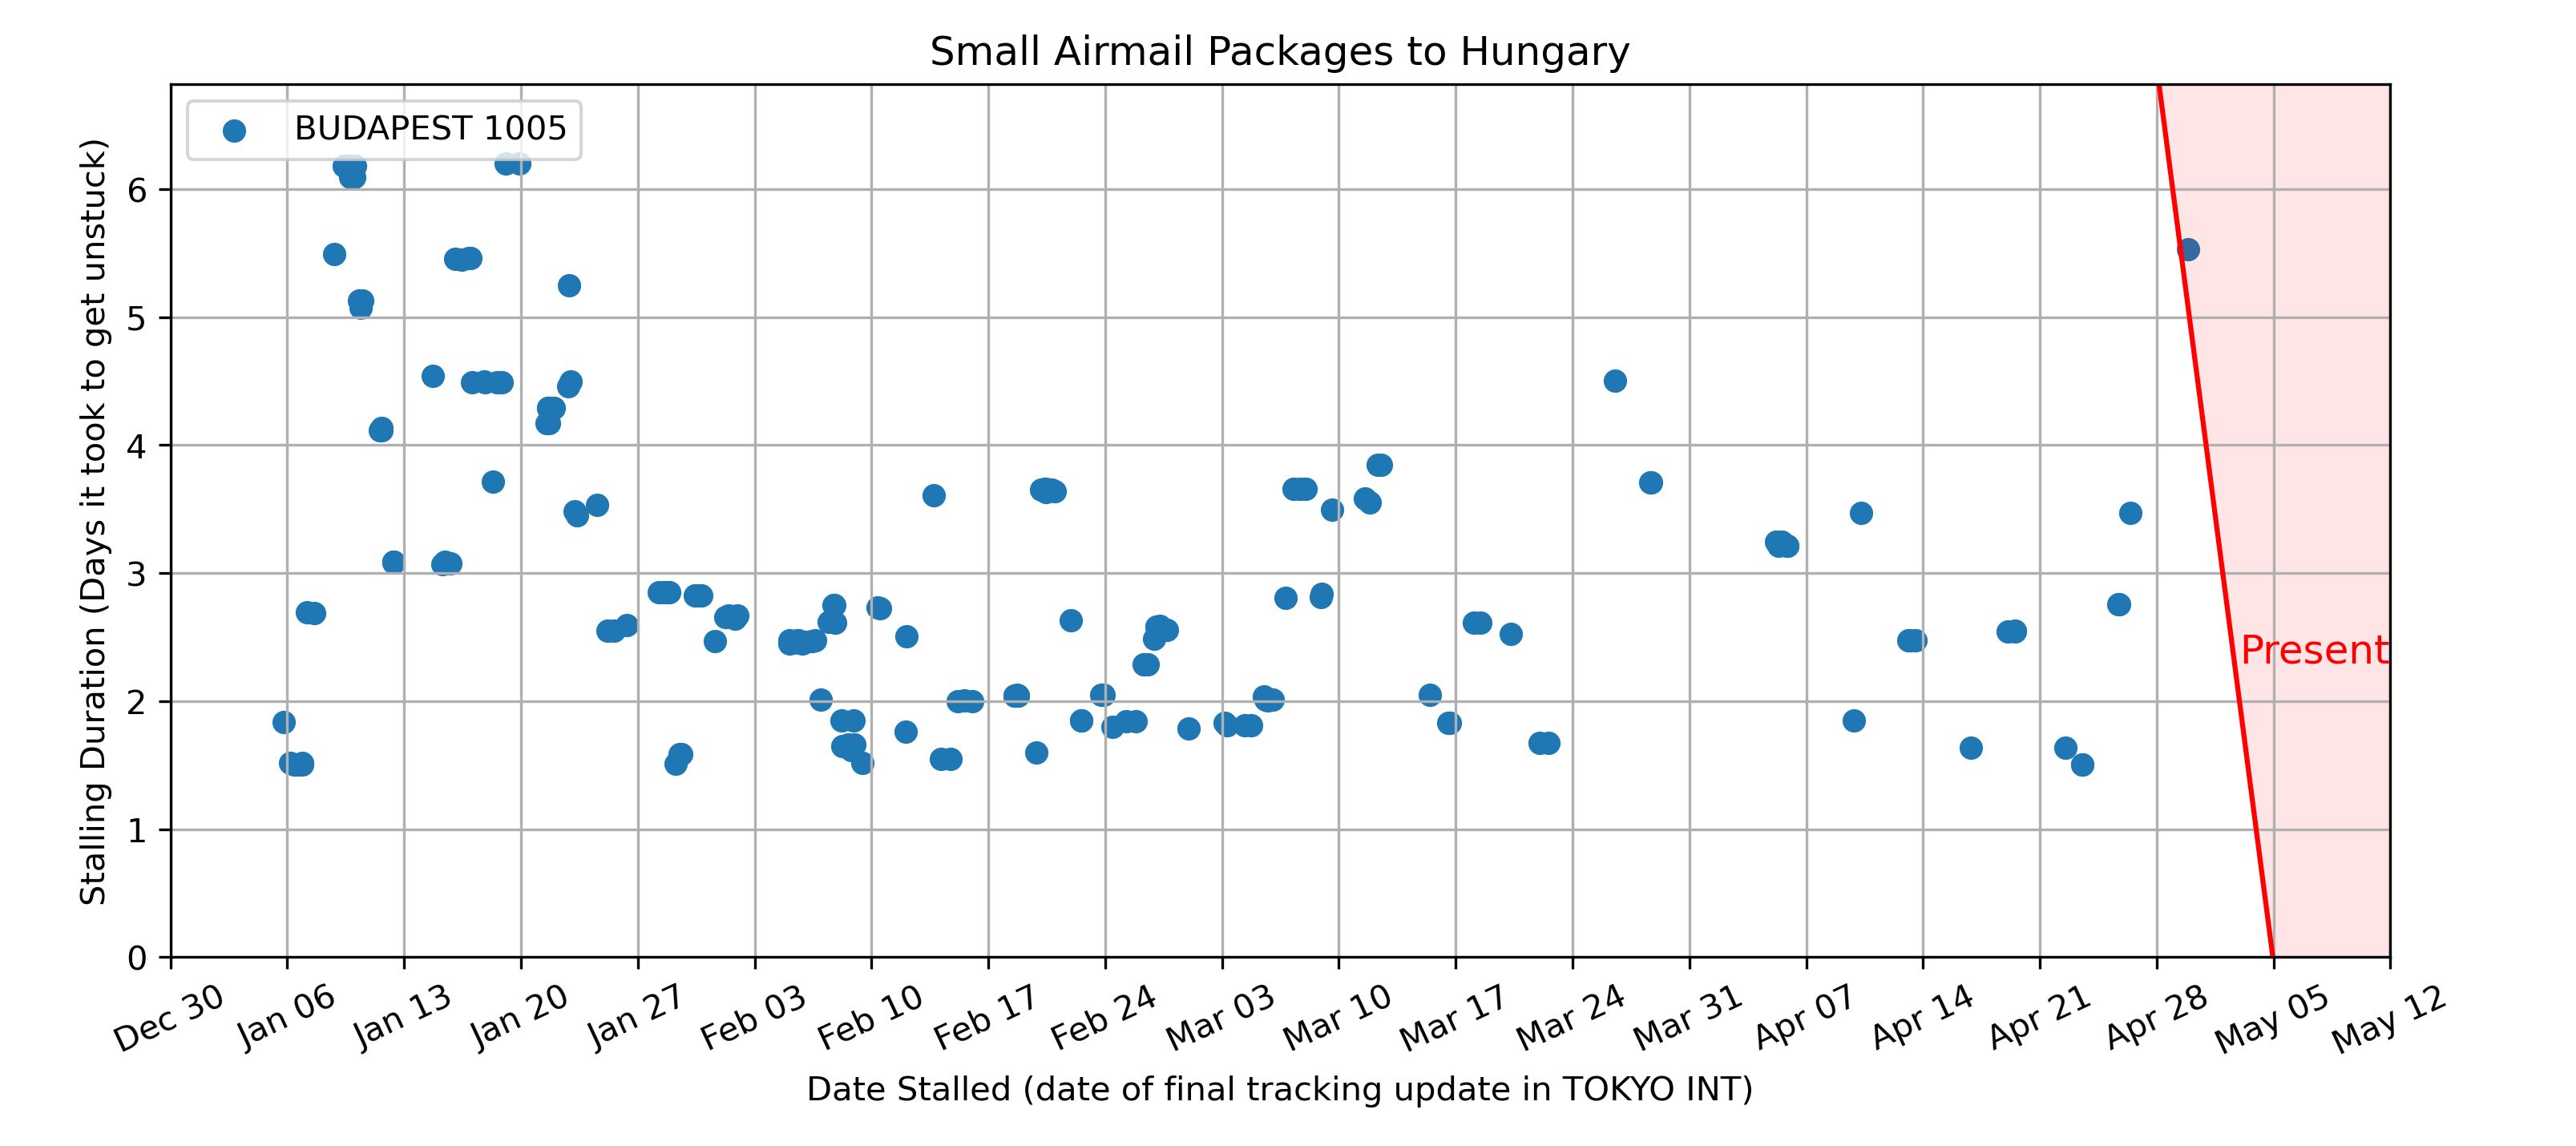 Small Airmail Packages to Hungary
BUDAPEST 1005
Stalling Duration (Days it took to get unstuck)
6
5
4
3
2
1
0
Present
Dec 30
Jan 06
Jan 13
Jan 20
Jan 27
Feb 03
Feb 10
Feb 17
Feb 24
Mar 03
Mar 10
Mar 17
Mar 24
Mar 31
Apr 07
Apr 14
Apr 21
Apr 28
May 05
May 12
Date Stalled (date of final tracking update in TOKYO INT)